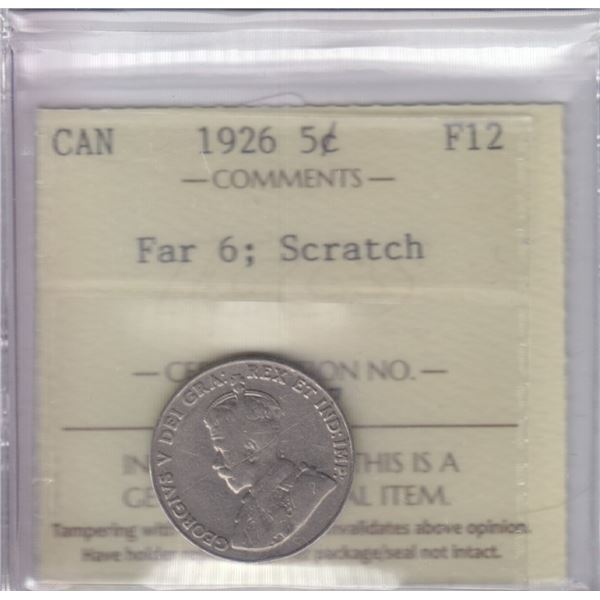 CAN 1926 5¢ F12
— COMMENTS —
Far 6; Scratch
— CE ION NO. —
IN THIS IS A
GE AL ITEM.
Tampering with nvalidates above opinion.
Have holder package/seal not intact.
GEORGIVS V DEI GRA: REX ET IND:IMP: